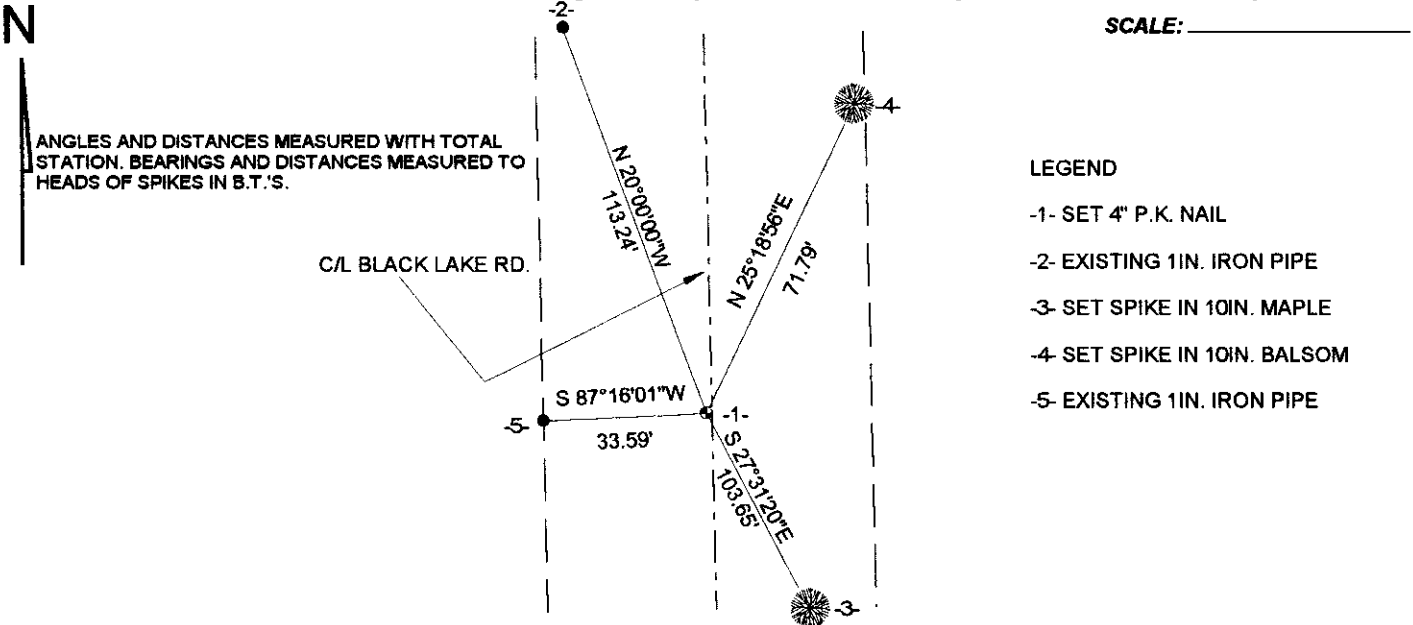 N
SCALE:
-2-
-4-
ANGLES AND DISTANCES MEASURED WITH TOTAL
STATION. BEARINGS AND DISTANCES MEASURED TO
HEADS OF SPIKES IN B.T.'S.
N 20°00'00"W
113.24'
N 25°18'56"E
71.79'
C/L BLACK LAKE RD.
S 87°16'01"W
33.59'
-5-
-1-
S 27°31'20"E
103.65'
-3-
LEGEND
-1- SET 4" P.K. NAIL
-2- EXISTING 1IN. IRON PIPE
-3- SET SPIKE IN 10IN. MAPLE
-4- SET SPIKE IN 10IN. BALSOM
-5- EXISTING 1IN. IRON PIPE